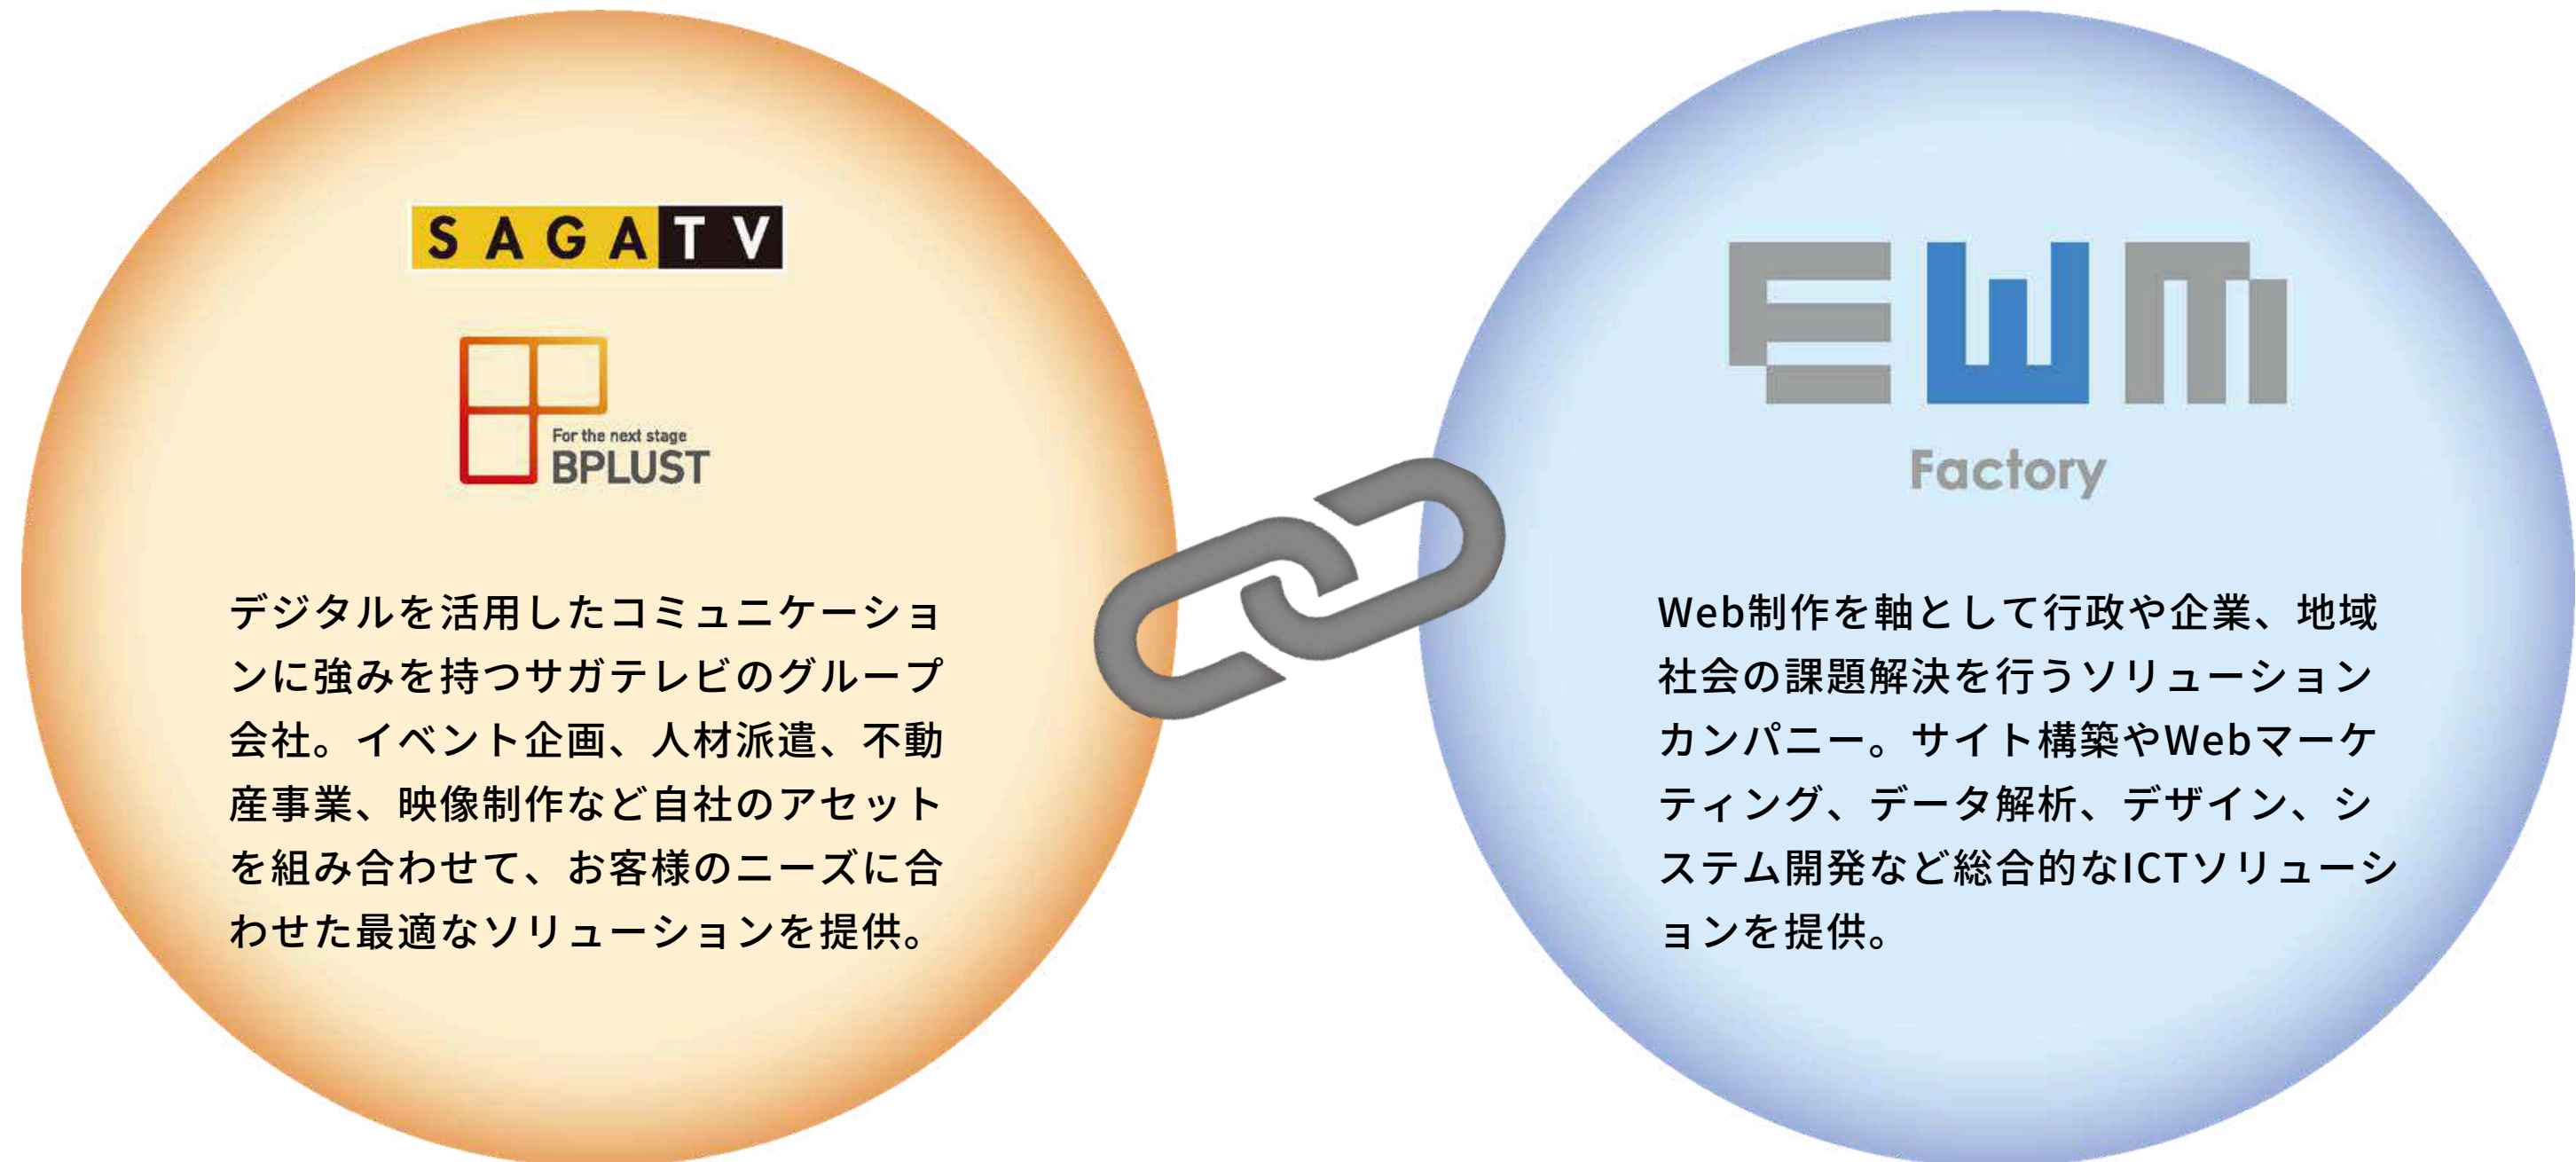 SAGATV
For the next stage
BPLUST
デジタルを活用したコミュニケーショ
ンに強みを持つサガテレビのグループ
会社。イベント企画、人材派遣、不動
産事業、映像制作など自社のアセット
を組み合わせて、お客様のニーズに合
わせた最適なソリューションを提供。
EWM
Factory
Web制作を軸として行政や企業、地域
社会の課題解決を行うソリューション
カンパニー。サイト構築やWebマーケ
ティング、データ解析、デザイン、シ
ステム開発など総合的なICTソリューシ
ョンを提供。